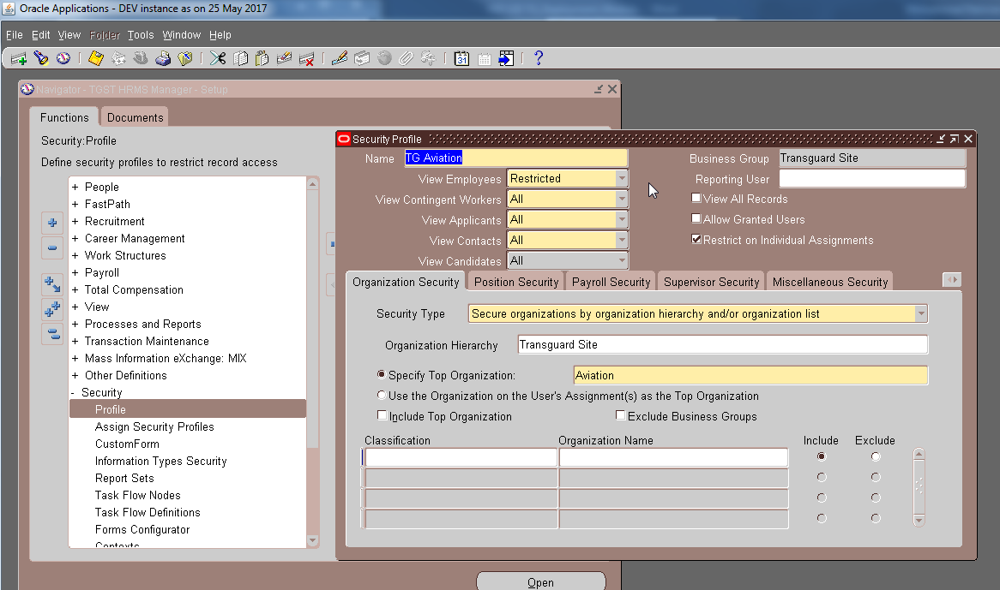 Oracle Applications - DEV instance as on 25 May 2017
File Edit View Folder Tools Window Help
31 ?
Navigator - TGST HRMS Manager - Setup
Functions Documents
Security:Profile
Define security profiles to restrict record access
+ People
+ FastPath
+ Recruitment
+ Career Management
+ Work Structures
+ Payroll
+ Total Compensation
+ View
+ Processes and Reports
+ Transaction Maintenance
+ Mass Information eXchange: MIX
+ Other Definitions
- Security
Profile
Assign Security Profiles
CustomForm
Information Types Security
Report Sets
Task Flow Nodes
Task Flow Definitions
Forms Configurator
Contexts
Open
Security Profile
Name TG Aviation
Business Group Transguard Site
View Employees Restricted
Reporting User
View Contingent Workers All
View All Records
View Applicants All
Allow Granted Users
View Contacts All
Restrict on Individual Assignments
View Candidates All
Organization Security Position Security Payroll Security Supervisor Security Miscellaneous Security
Security Type Secure organizations by organization hierarchy and/or organization list
Organization Hierarchy Transguard Site
Specify Top Organization: Aviation
Use the Organization on the User's Assignment(s) as the Top Organization
Include Top Organization Exclude Business Groups
Classification Organization Name Include Exclude